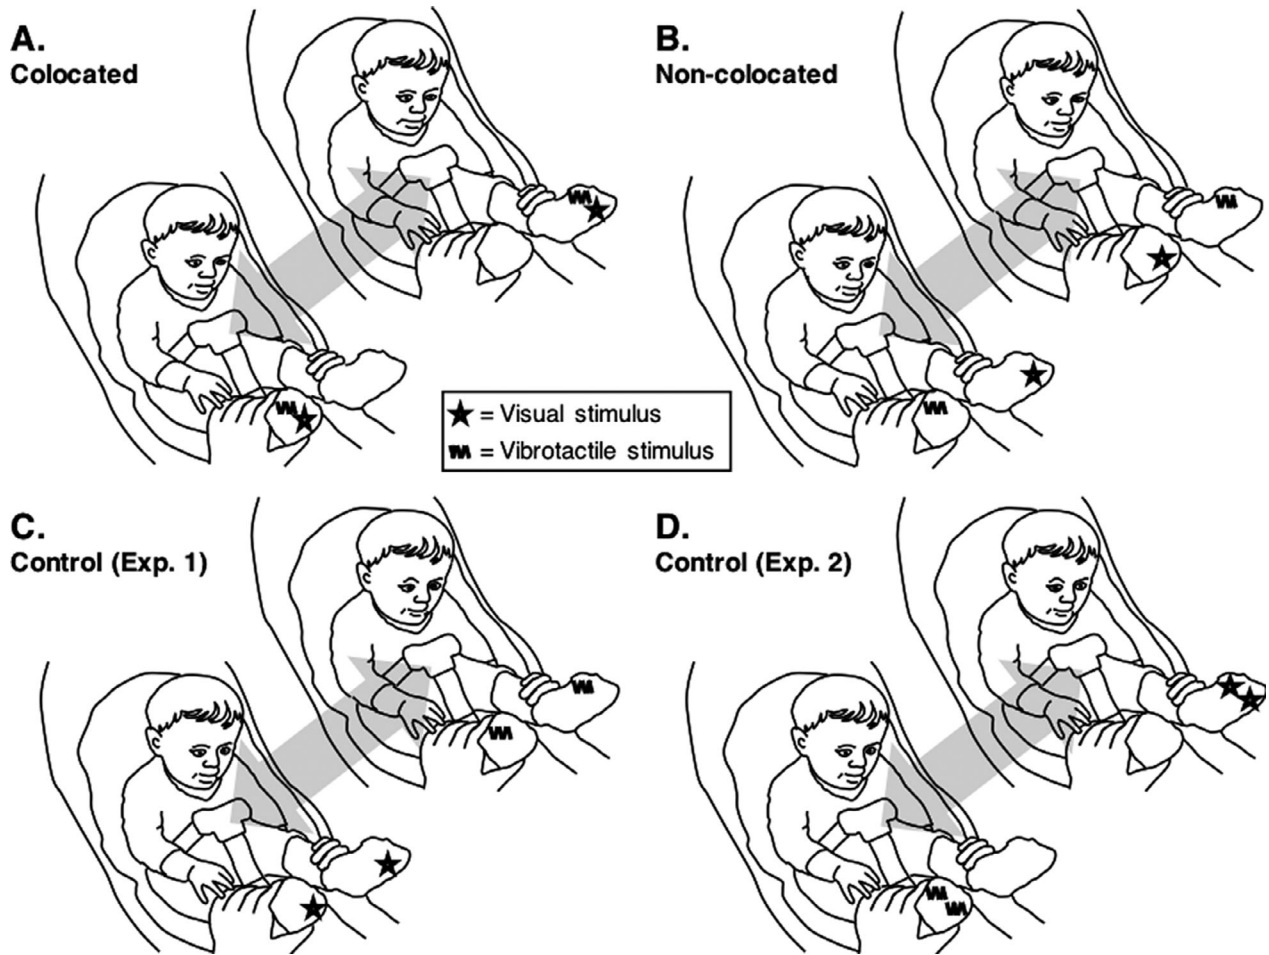 A.
Colocated
B.
Non-colocated
= Visual stimulus
= Vibrotactile stimulus
C.
Control (Exp. 1)
D.
Control (Exp. 2)